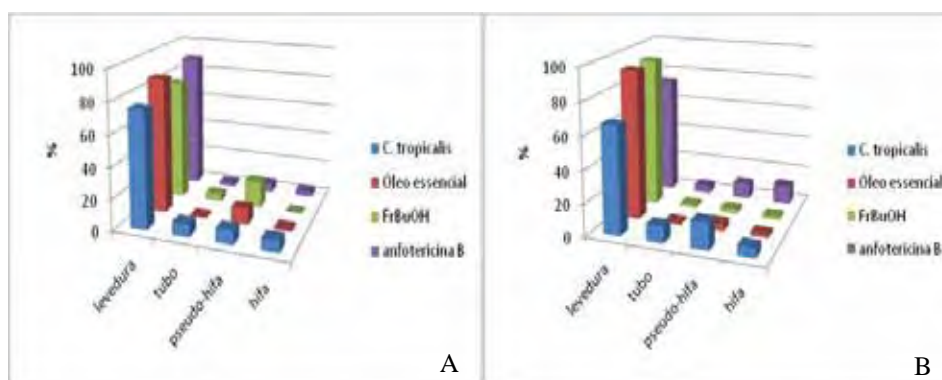 100
80
60
40
20
0
%
levedura
tubo
pseudo-hifa
hifa
C. tropicalis
Óleo essencial
FrBuOH
anfotericina B
A
100
80
60
40
20
0
%
levedura
tubo
pseudo-hifa
hifa
C. tropicalis
Óleo essencial
FrBuOH
anfotericina B
B